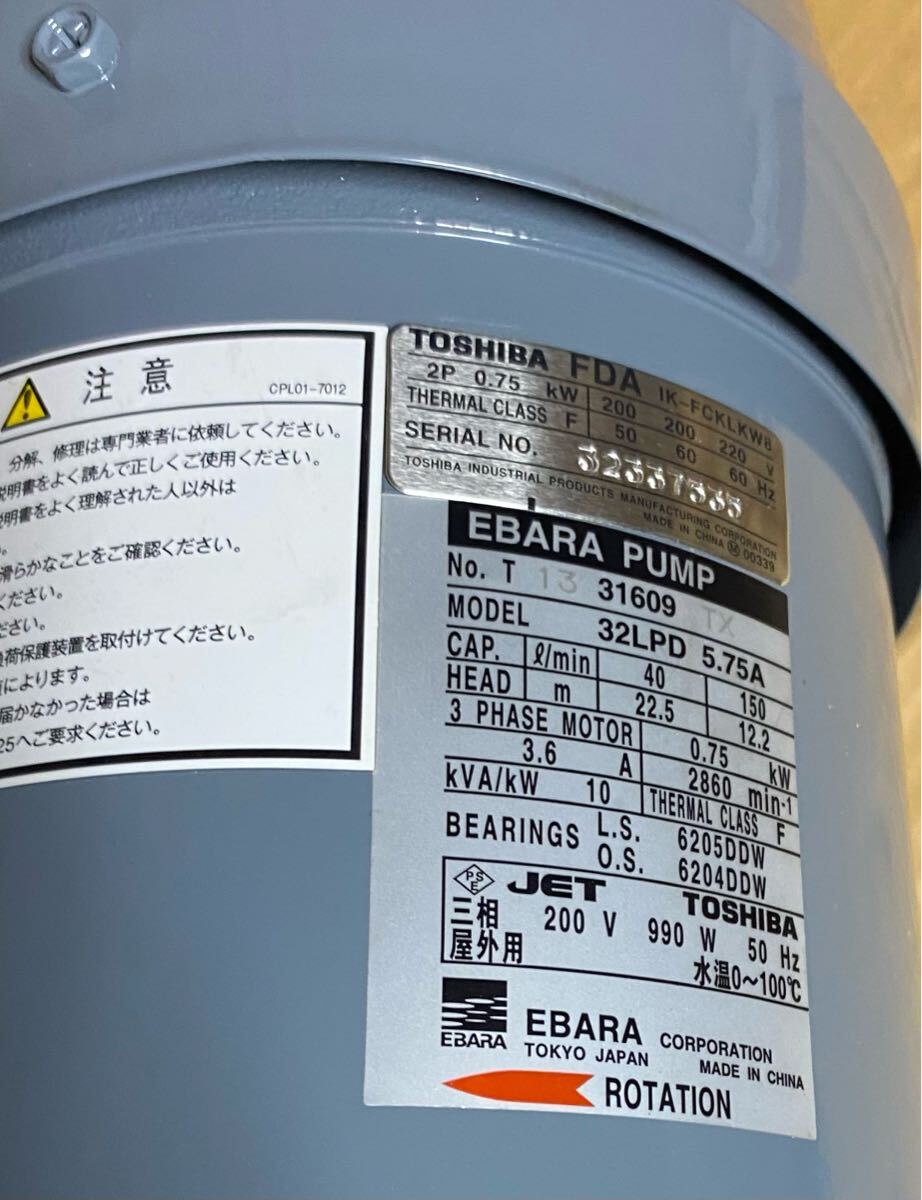 注意
CPL01-7012
分解、修理は専門業者に依頼してください。
説明書をよく読んで正しくご使用ください。
説明書をよく理解された人以外は
滑らかなことをご確認ください。
ください。
ださい。
負荷保護装置を取付けてください。
によります。
届かなかった場合は
25へご要求ください。
TOSHIBA FDA IK-FCKLKW8
2P 0.75 kW 200 200 220 V
THERMAL CLASS F 50 60 60 Hz
SERIAL NO. 32337535
TOSHIBA INDUSTRIAL PRODUCTS MANUFACTURING CORPORATION
MADE IN CHINA Ⓜ 00339
EBARA PUMP
No. T 13 31609 TX
MODEL 32LPD 5.75A
CAP. ℓ/min 40 150
HEAD m 22.5 12.2
3 PHASE MOTOR 0.75 kW
3.6 A 2860 min-1
kVA/kW 10 THERMAL CLASS F
BEARINGS L.S. 6205DDW
O.S. 6204DDW
PSE JET TOSHIBA
三相 200 V 990 W 50 Hz
屋外用 水温0～100℃
EBARA
EBARA CORPORATION
TOKYO JAPAN MADE IN CHINA
ROTATION